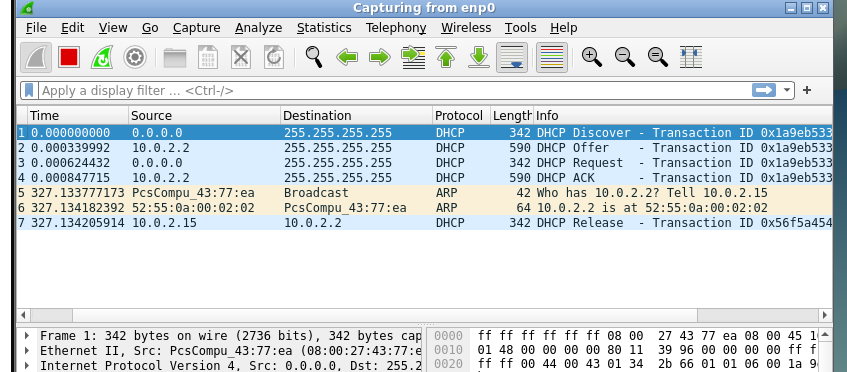 Capturing from enp0
File Edit View Go Capture Analyze Statistics Telephony Wireless Tools Help
Apply a display filter … <Ctrl-/>
Time Source Destination Protocol Length Info
1 0.000000000 0.0.0.0 255.255.255.255 DHCP 342 DHCP Discover - Transaction ID 0x1a9eb533
2 0.000339992 10.0.2.2 255.255.255.255 DHCP 590 DHCP Offer - Transaction ID 0x1a9eb533
3 0.000624432 0.0.0.0 255.255.255.255 DHCP 342 DHCP Request - Transaction ID 0x1a9eb533
4 0.000847715 10.0.2.2 255.255.255.255 DHCP 590 DHCP ACK - Transaction ID 0x1a9eb533
5 327.133777173 PcsCompu_43:77:ea Broadcast ARP 42 Who has 10.0.2.2? Tell 10.0.2.15
6 327.134182392 52:55:0a:00:02:02 PcsCompu_43:77:ea ARP 64 10.0.2.2 is at 52:55:0a:00:02:02
7 327.134205914 10.0.2.15 10.0.2.2 DHCP 342 DHCP Release - Transaction ID 0x56f5a454
Frame 1: 342 bytes on wire (2736 bits), 342 bytes cap
Ethernet II, Src: PcsCompu_43:77:ea (08:00:27:43:77:e
Internet Protocol Version 4, Src: 0.0.0.0, Dst: 255.2
0000 ff ff ff ff ff ff 08 00 27 43 77 ea 08 00 45 1
0010 01 48 00 00 00 00 80 11 39 96 00 00 00 00 ff f
0020 ff ff 00 44 00 43 01 34 2b 66 01 01 06 00 1a 9